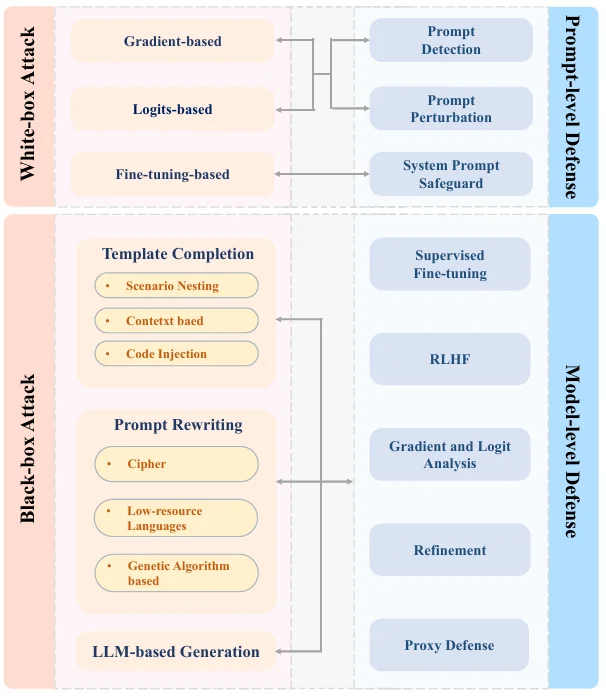 White-box Attack
Gradient-based
Logits-based
Fine-tuning-based
Prompt
Detection
Prompt
Perturbation
System Prompt
Safeguard
Prompt-level Defense
Black-box Attack
Template Completion
• Scenario Nesting
• Contetxt baed
• Code Injection
Prompt Rewriting
• Cipher
• Low-resource
Languages
• Genetic Algorithm
based
LLM-based Generation
Supervised
Fine-tuning
RLHF
Gradient and Logit
Analysis
Refinement
Proxy Defense
Model-level Defense